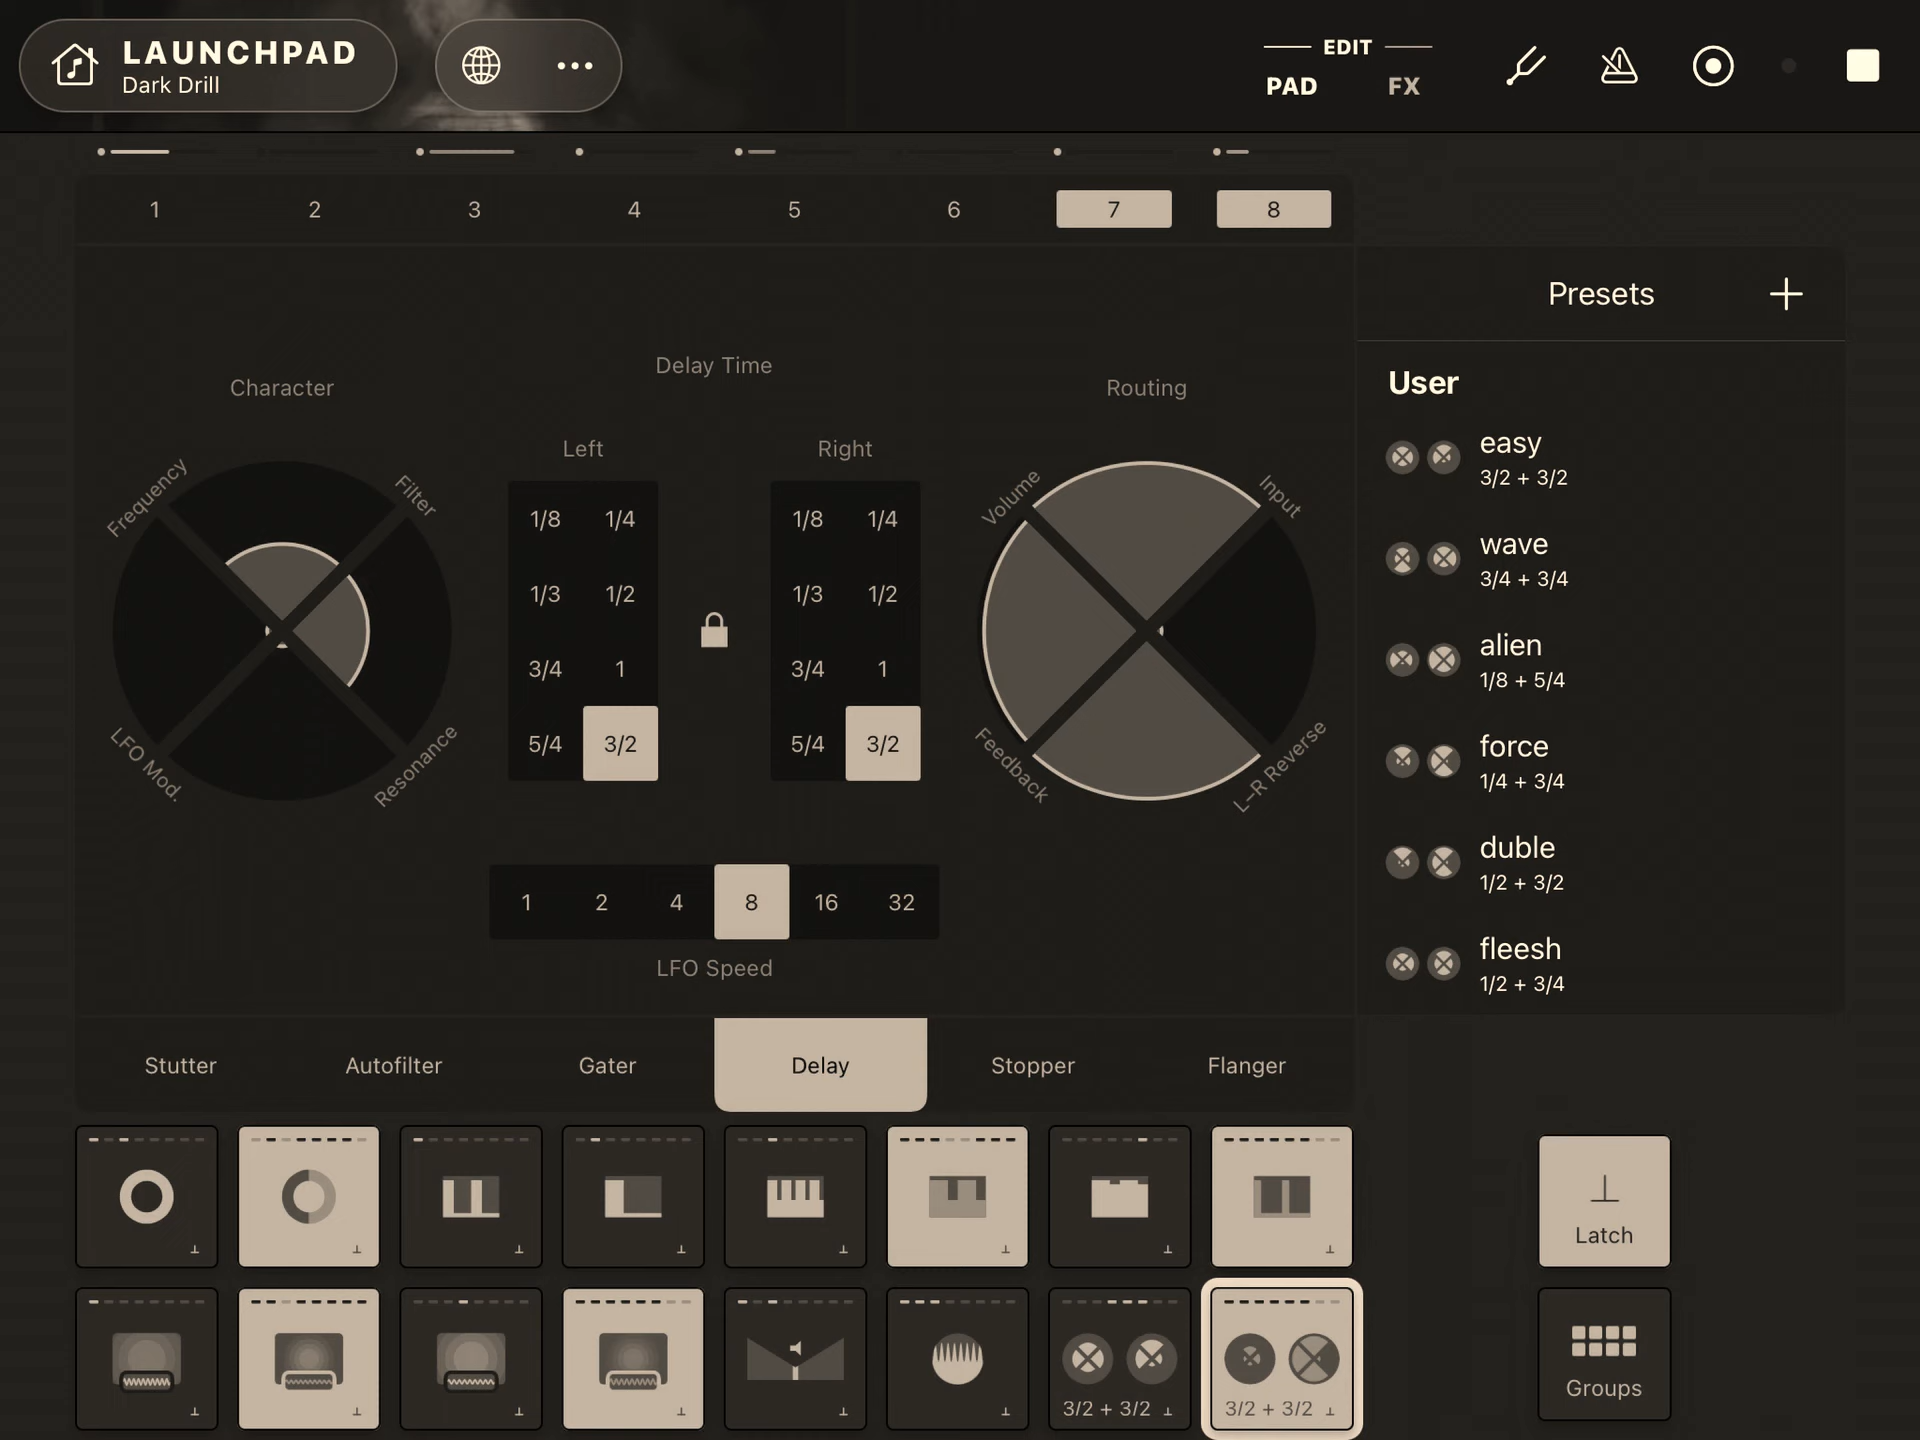 LAUNCHPAD
Dark Drill
EDIT
PAD FX
1 2 3 4 5 6 7 8
Presets
User
easy
3/2 + 3/2
wave
3/4 + 3/4
alien
1/8 + 5/4
force
1/4 + 3/4
duble
1/2 + 3/2
fleesh
1/2 + 3/4
Character
Frequency
Filter
LFO Mod.
Resonance
Delay Time
Left
1/8 1/4
1/3 1/2
3/4 1
5/4 3/2
Right
1/8 1/4
1/3 1/2
3/4 1
5/4 3/2
Routing
Volume
Input
Feedback
L–R Reverse
1 2 4 8 16 32
LFO Speed
Stutter Autofilter Gater Delay Stopper Flanger
Latch
3/2 + 3/2
3/2 + 3/2
Groups